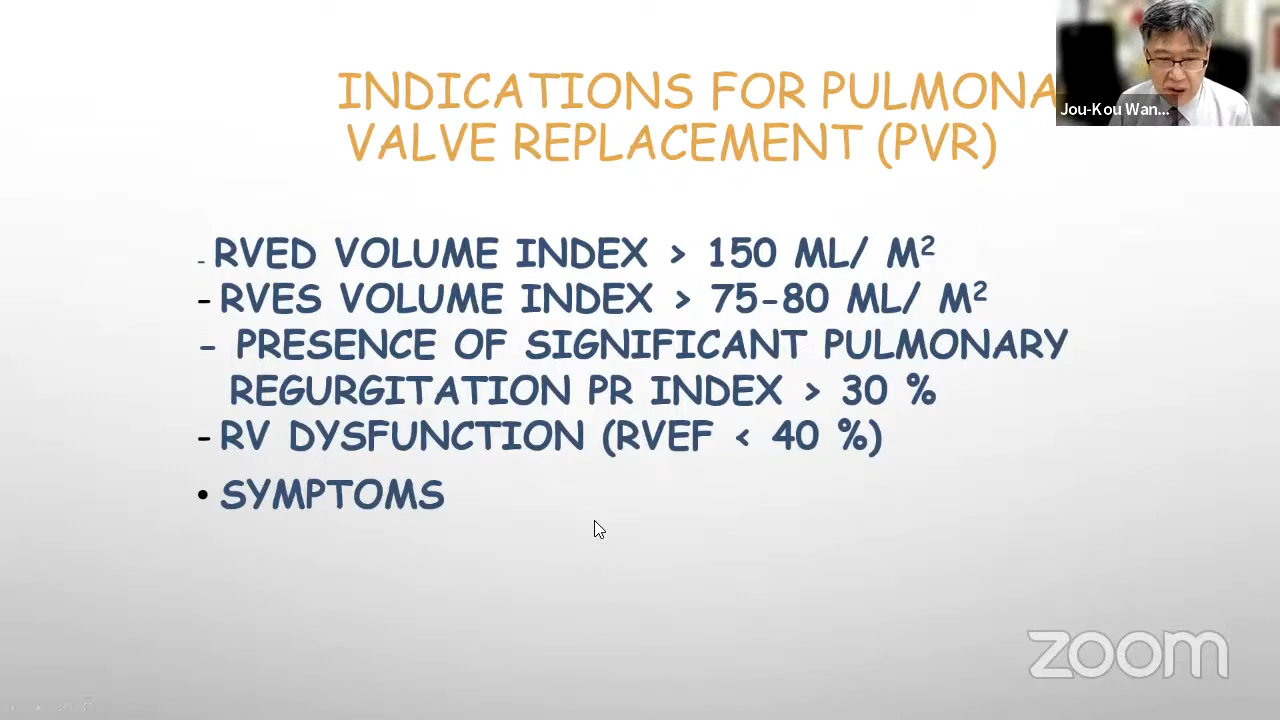 INDICATIONS FOR PULMONA
VALVE REPLACEMENT (PVR)
Jou-Kou Wan...
- RVED VOLUME INDEX > 150 ML/ M²
- RVES VOLUME INDEX > 75-80 ML/ M²
- PRESENCE OF SIGNIFICANT PULMONARY
REGURGITATION PR INDEX > 30 %
- RV DYSFUNCTION (RVEF < 40 %)
• SYMPTOMS
zoom